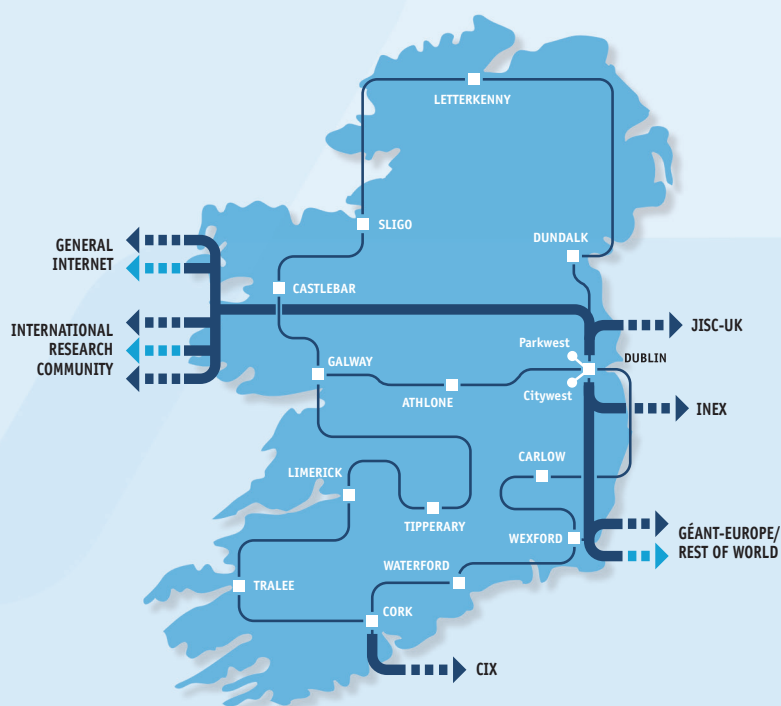 LETTERKENNY
SLIGO
DUNDALK
GENERAL
INTERNET
CASTLEBAR
INTERNATIONAL
RESEARCH
COMMUNITY
JISC-UK
Parkwest
DUBLIN
GALWAY
Citywest
ATHLONE
INEX
CARLOW
LIMERICK
TIPPERARY
WEXFORD
GÉANT-EUROPE/
REST OF WORLD
WATERFORD
TRALEE
CORK
CIX